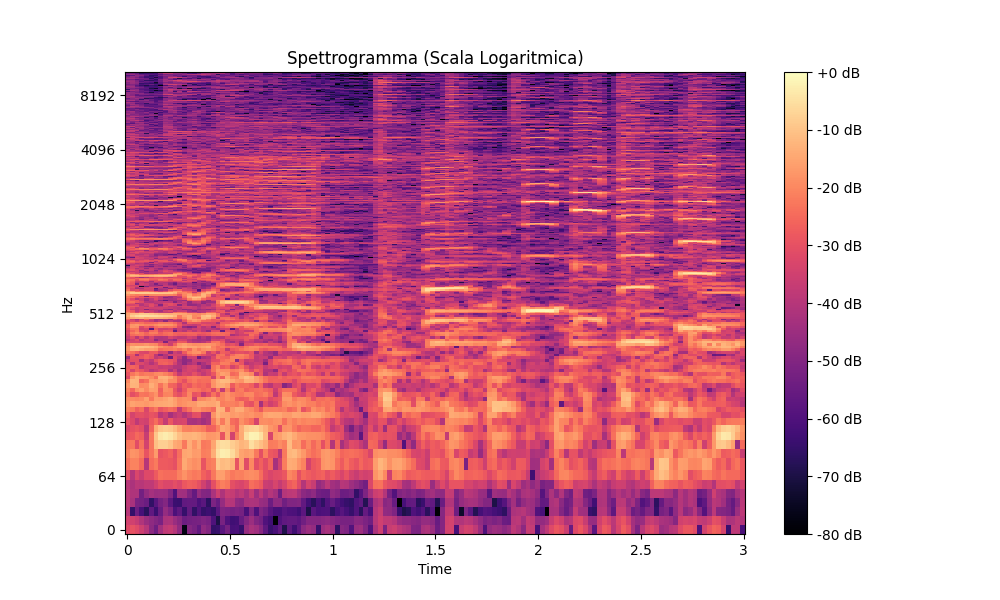 Spettrogramma (Scala Logaritmica)
Hz
8192
4096
2048
1024
512
256
128
64
0
0
0.5
1
1.5
2
2.5
3
Time
+0 dB
-10 dB
-20 dB
-30 dB
-40 dB
-50 dB
-60 dB
-70 dB
-80 dB